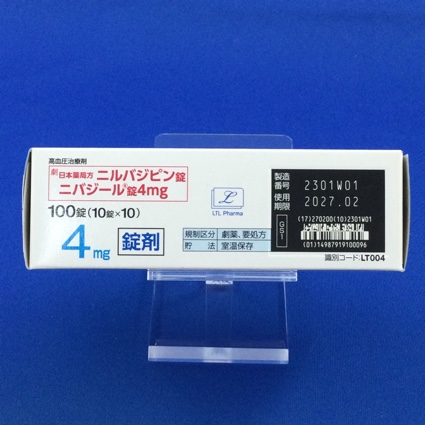 高血圧治療剤
劇 日本薬局方 ニルバジピン錠
ニバジール®錠4mg
100錠(10錠×10)
4mg 錠剤
LTL Pharma
規制区分 劇薬、要処方
貯 法 室温保存
製造番号 2301W01
使用期限 2027.02
GS1
(17)270200(10)2301W01
(01)14987919100096
識別コード:LT004